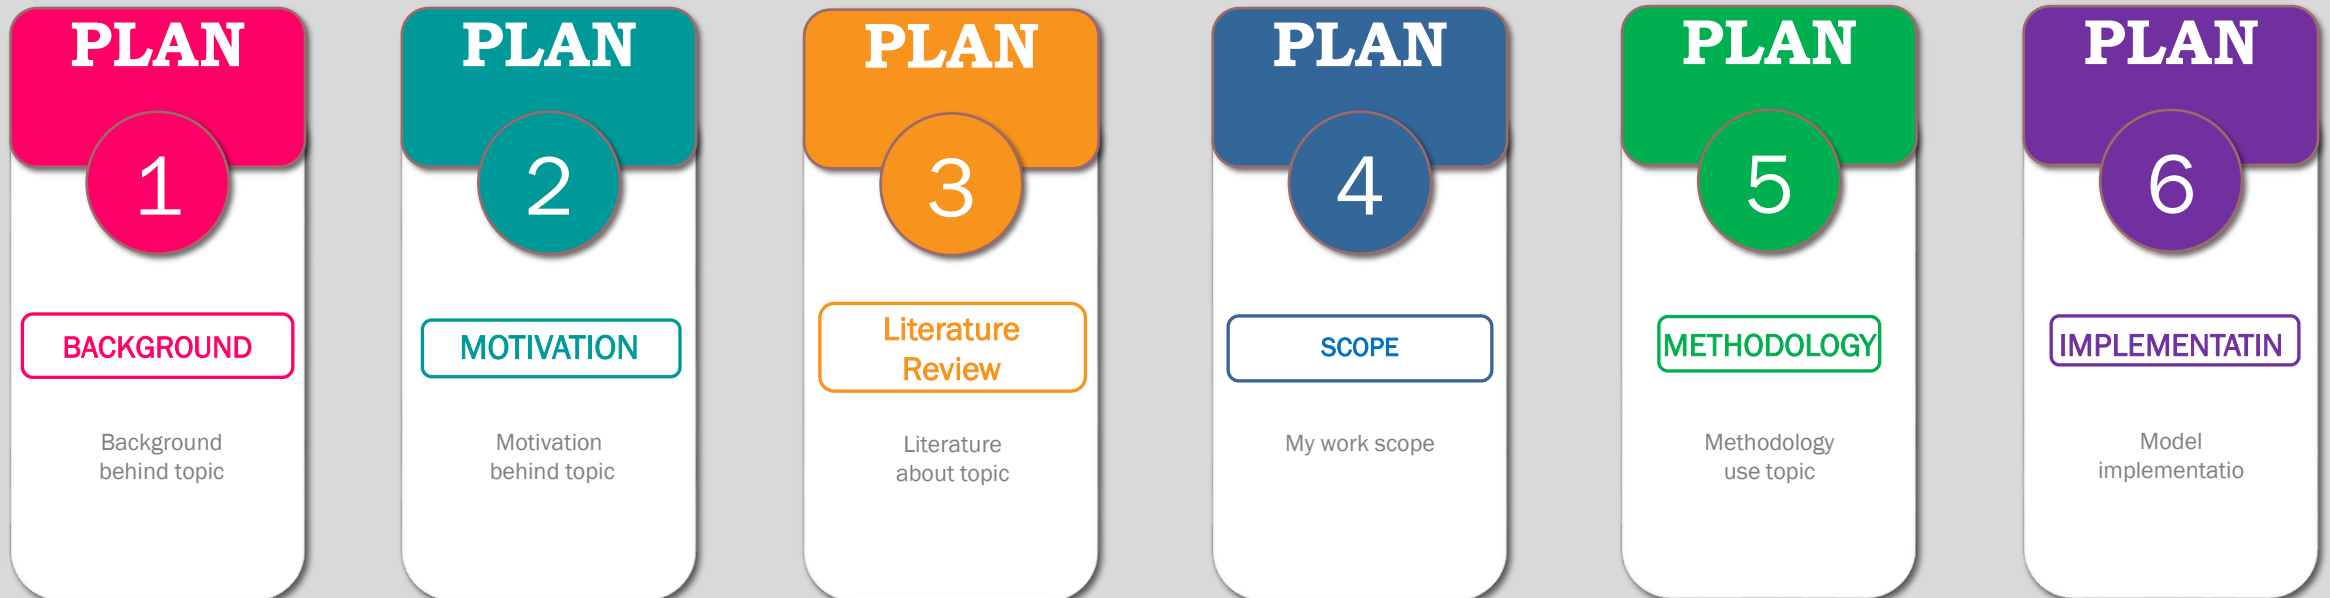 PLAN
1
BACKGROUND
Background
behind topic
PLAN
2
MOTIVATION
Motivation
behind topic
PLAN
3
Literature
Review
Literature
about topic
PLAN
4
SCOPE
My work scope
PLAN
5
METHODOLOGY
Methodology
use topic
PLAN
6
IMPLEMENTATIN
Model
implementatio